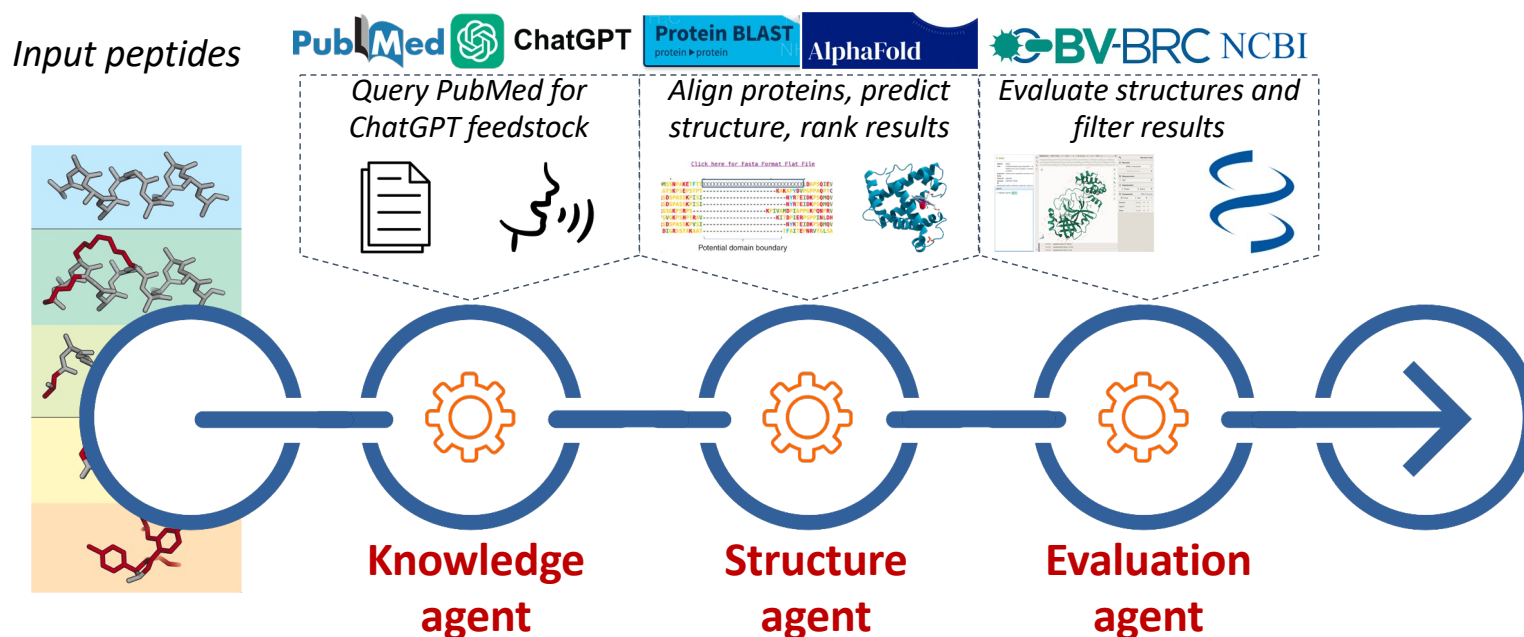 Input peptides
PubMed
ChatGPT
Protein BLAST
protein ▸ protein
AlphaFold
BV-BRC
NCBI
Query PubMed for
ChatGPT feedstock
Align proteins, predict
structure, rank results
Evaluate structures and
filter results
Click here for Fasta Format Flat File
Potential domain boundary
Knowledge
agent
Structure
agent
Evaluation
agent